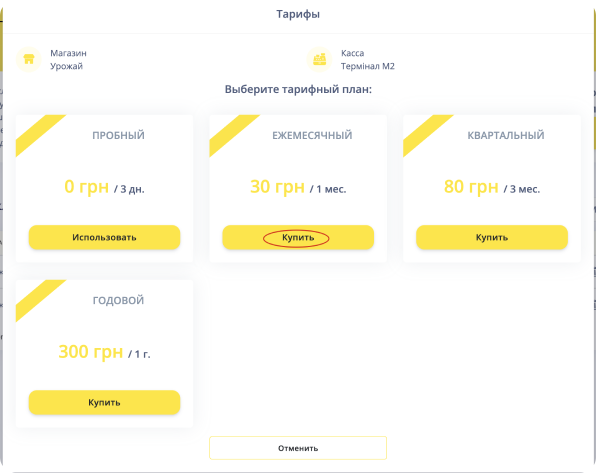 Тарифы
Магазин
Урожай
Касса
Термінал М2
Выберите тарифный план:
ПРОБНЫЙ
0 грн / 3 дн.
Использовать
ЕЖЕМЕСЯЧНЫЙ
30 грн / 1 мес.
Купить
КВАРТАЛЬНЫЙ
80 грн / 3 мес.
Купить
ГОДОВОЙ
300 грн / 1 г.
Купить
Отменить